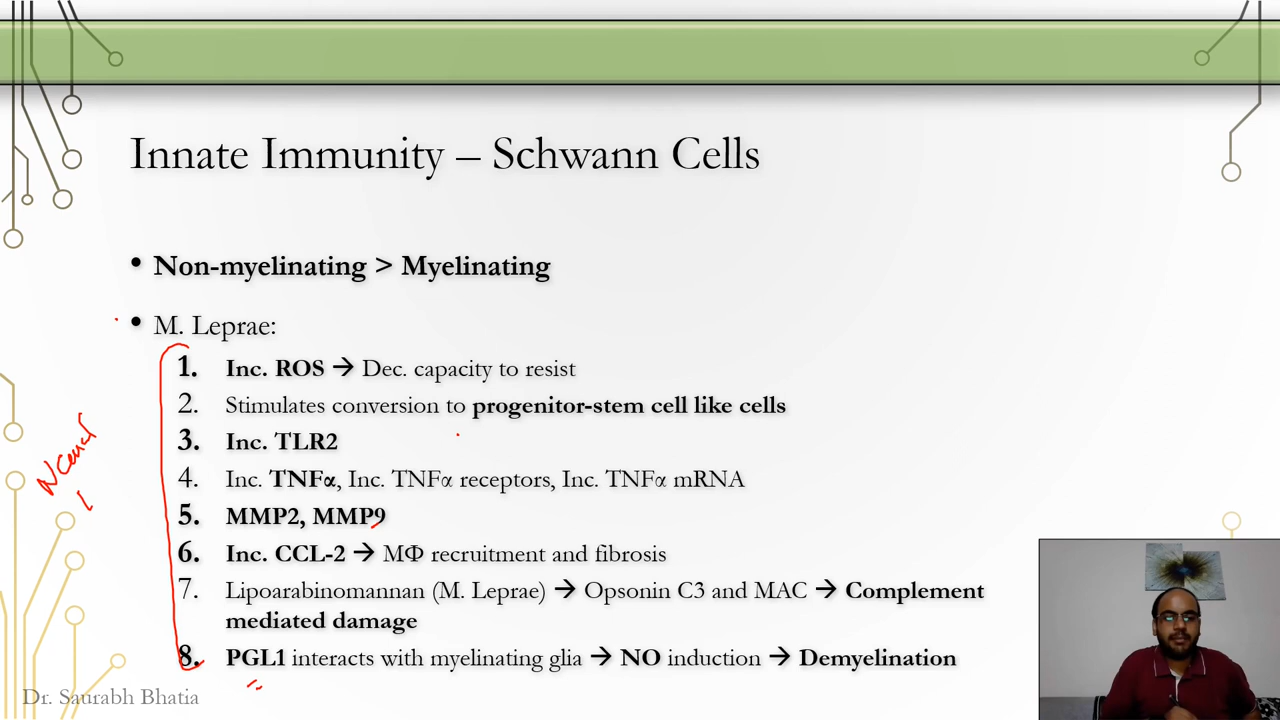 Innate Immunity – Schwann Cells
• Non-myelinating > Myelinating
• M. Leprae:
1. Inc. ROS → Dec. capacity to resist
2. Stimulates conversion to progenitor-stem cell like cells
3. Inc. TLR2
4. Inc. TNFα, Inc. TNFα receptors, Inc. TNFα mRNA
5. MMP2, MMP9
6. Inc. CCL-2 → MΦ recruitment and fibrosis
7. Lipoarabinomannan (M. Leprae) → Opsonin C3 and MAC → Complement
mediated damage
8. PGL1 interacts with myelinating glia → NO induction → Demyelination
Dr. Saurabh Bhatia